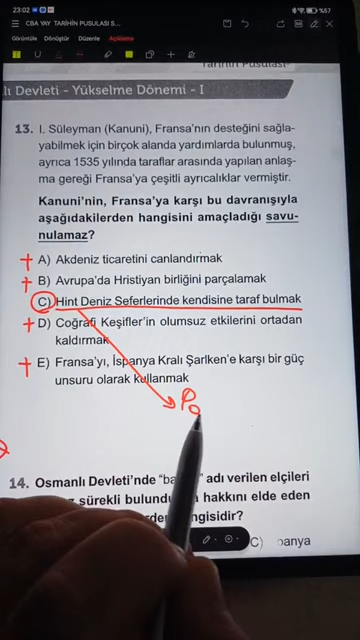 23:02
%57
CBA YAY TARİHİN PUSULASI S...
Görüntüle Dönüştür Düzenle Açıklama
Tarihin Pusulası
lı Devleti - Yükselme Dönemi - I
13. I. Süleyman (Kanuni), Fransa'nın desteğini sağla-
yabilmek için birçok alanda yardımlarda bulunmuş,
ayrıca 1535 yılında taraflar arasında yapılan anlaş-
ma gereği Fransa'ya çeşitli ayrıcalıklar vermiştir.
Kanuni'nin, Fransa'ya karşı bu davranışıyla
aşağıdakilerden hangisini amaçladığı savu-
nulamaz?
+ A) Akdeniz ticaretini canlandırmak
+ B) Avrupa'da Hristiyan birliğini parçalamak
C) Hint Deniz Seferlerinde kendisine taraf bulmak
+ D) Coğrafi Keşifler'in olumsuz etkilerini ortadan
kaldırmak
+ E) Fransa'yı, İspanya Kralı Şarlken'e karşı bir güç
unsuru olarak kullanmak
Po
14. Osmanlı Devleti'nde "ba adı verilen elçileri
sürekli bulundu hakkını elde eden
ngisidir?
C) panya